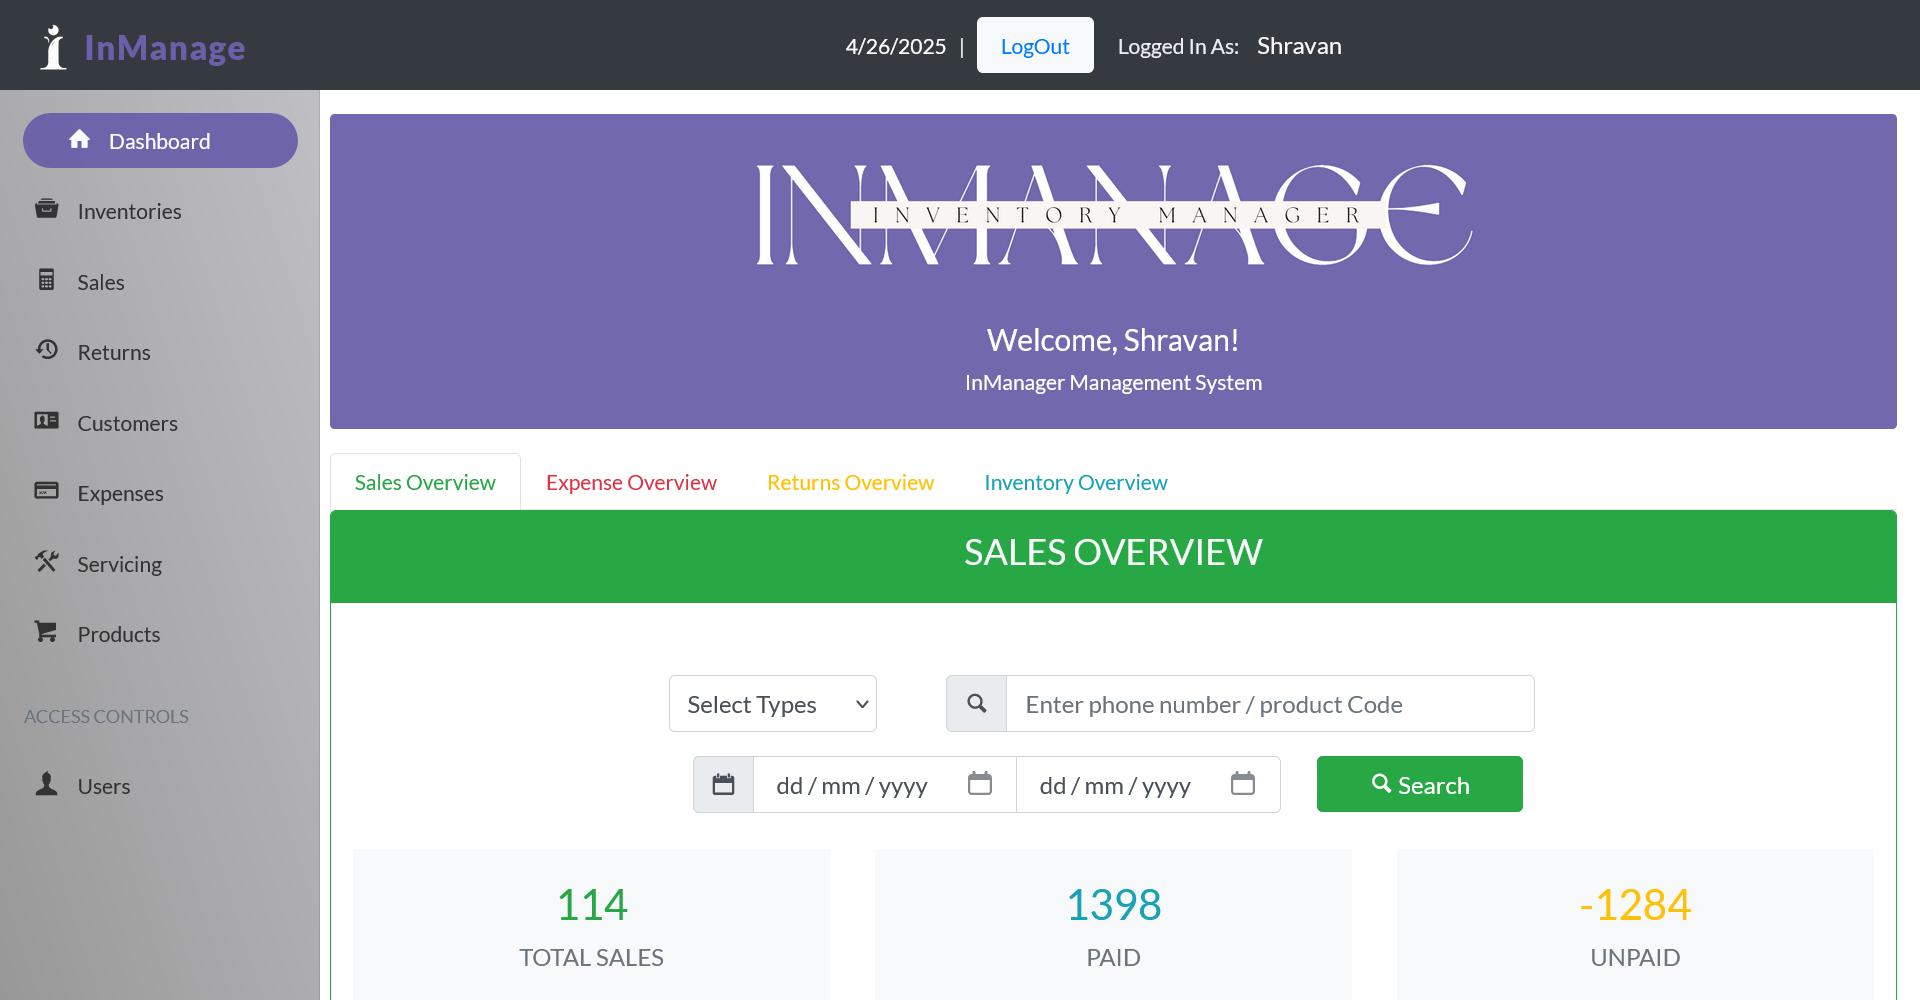 InManage
4/26/2025 | LogOut Logged In As: Shravan
Dashboard
Inventories
Sales
Returns
Customers
Expenses
Servicing
Products
ACCESS CONTROLS
Users
INMANAGE
INVENTORY MANAGER
Welcome, Shravan!
InManager Management System
Sales Overview Expense Overview Returns Overview Inventory Overview
SALES OVERVIEW
Select Types Enter phone number / product Code
dd / mm / yyyy dd / mm / yyyy Search
114 1398 -1284
TOTAL SALES PAID UNPAID